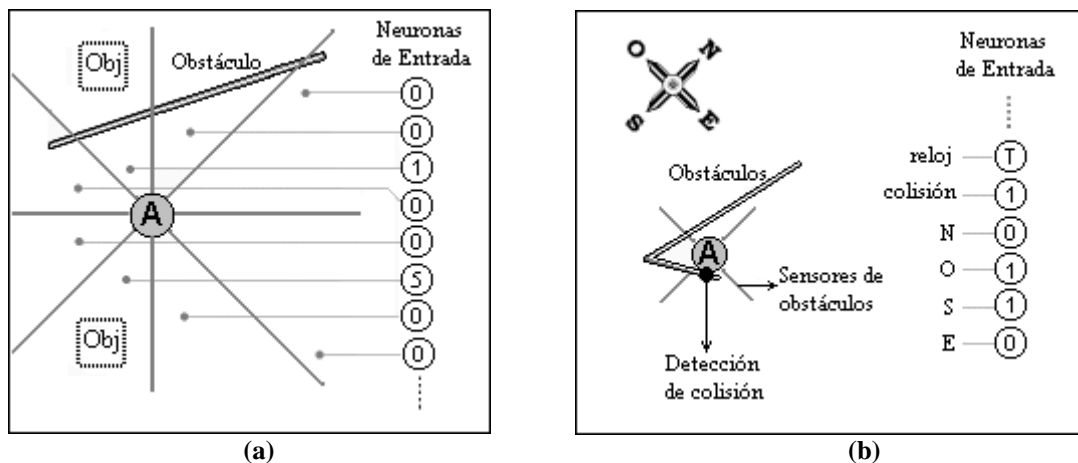 Neuronas
de Entrada
Obj
Obstáculo
0
0
1
A
0
0
5
Obj
0
0
(a)
Neuronas
de Entrada
O
N
S
E
reloj
T
Obstáculos
colisión
1
A
N
0
O
1
Sensores de
obstáculos
S
1
E
0
Detección
de colisión
(b)